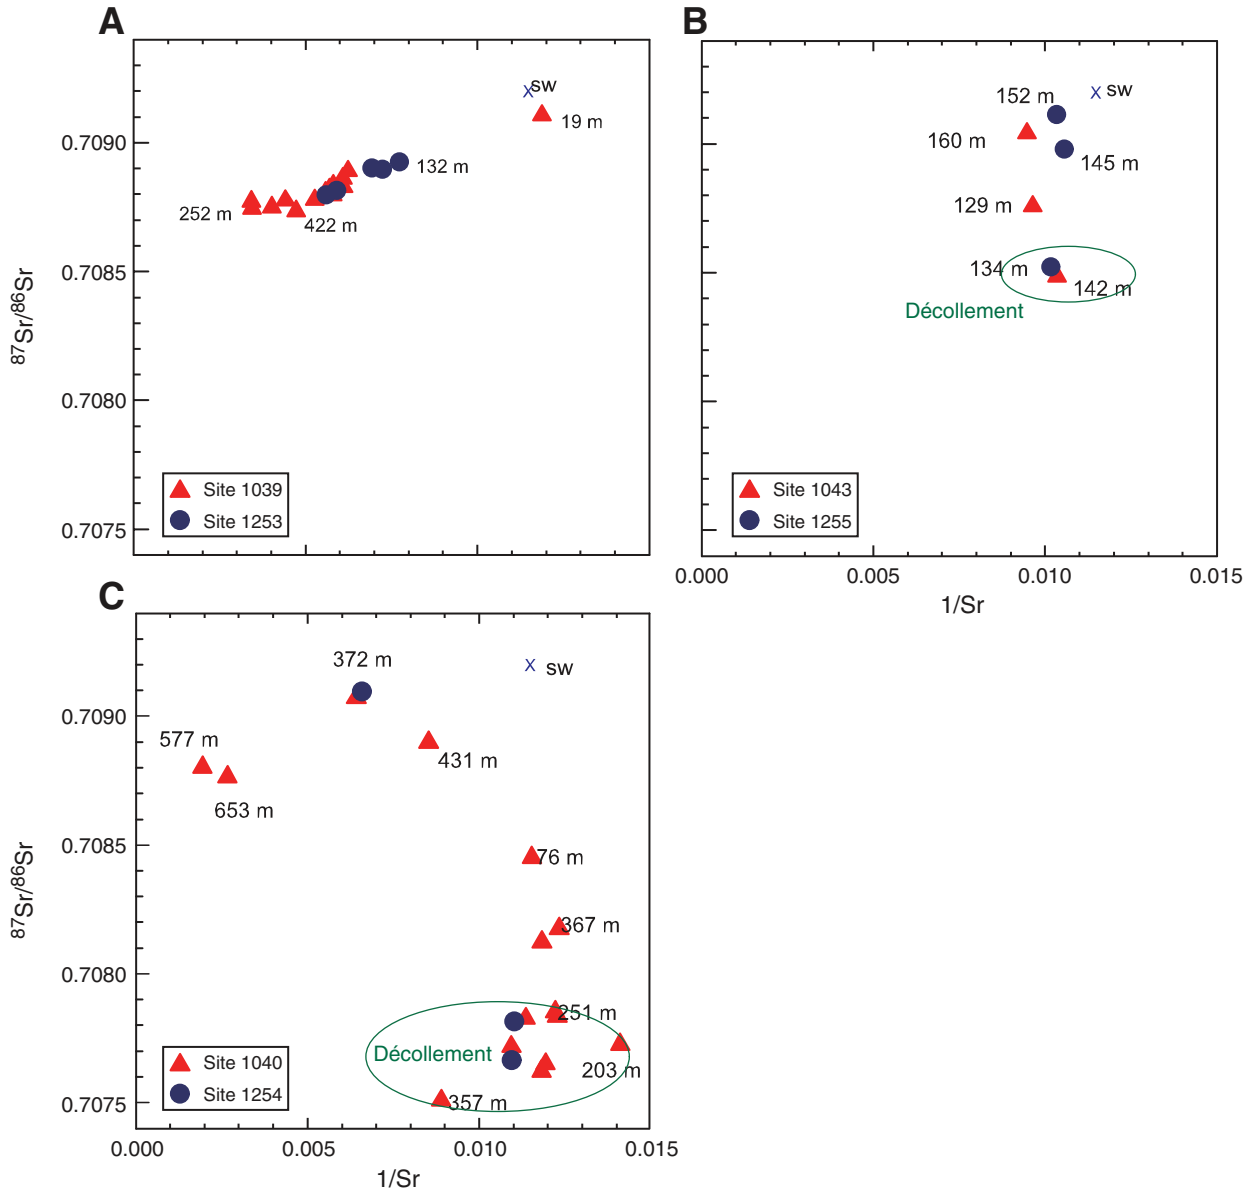 A
sw
19 m
0.7090
132 m
252 m
422 m
0.7085
87Sr/86Sr
0.7080
Site 1039
Site 1253
0.7075
B
152 m
sw
160 m
145 m
129 m
134 m
142 m
Décollement
Site 1043
Site 1255
0.000
0.005
0.010
0.015
1/Sr
C
372 m
sw
0.7090
577 m
431 m
653 m
0.7085
76 m
87Sr/86Sr
367 m
0.7080
251 m
Décollement
203 m
Site 1040
Site 1254
357 m
0.7075
0.000
0.005
0.010
0.015
1/Sr